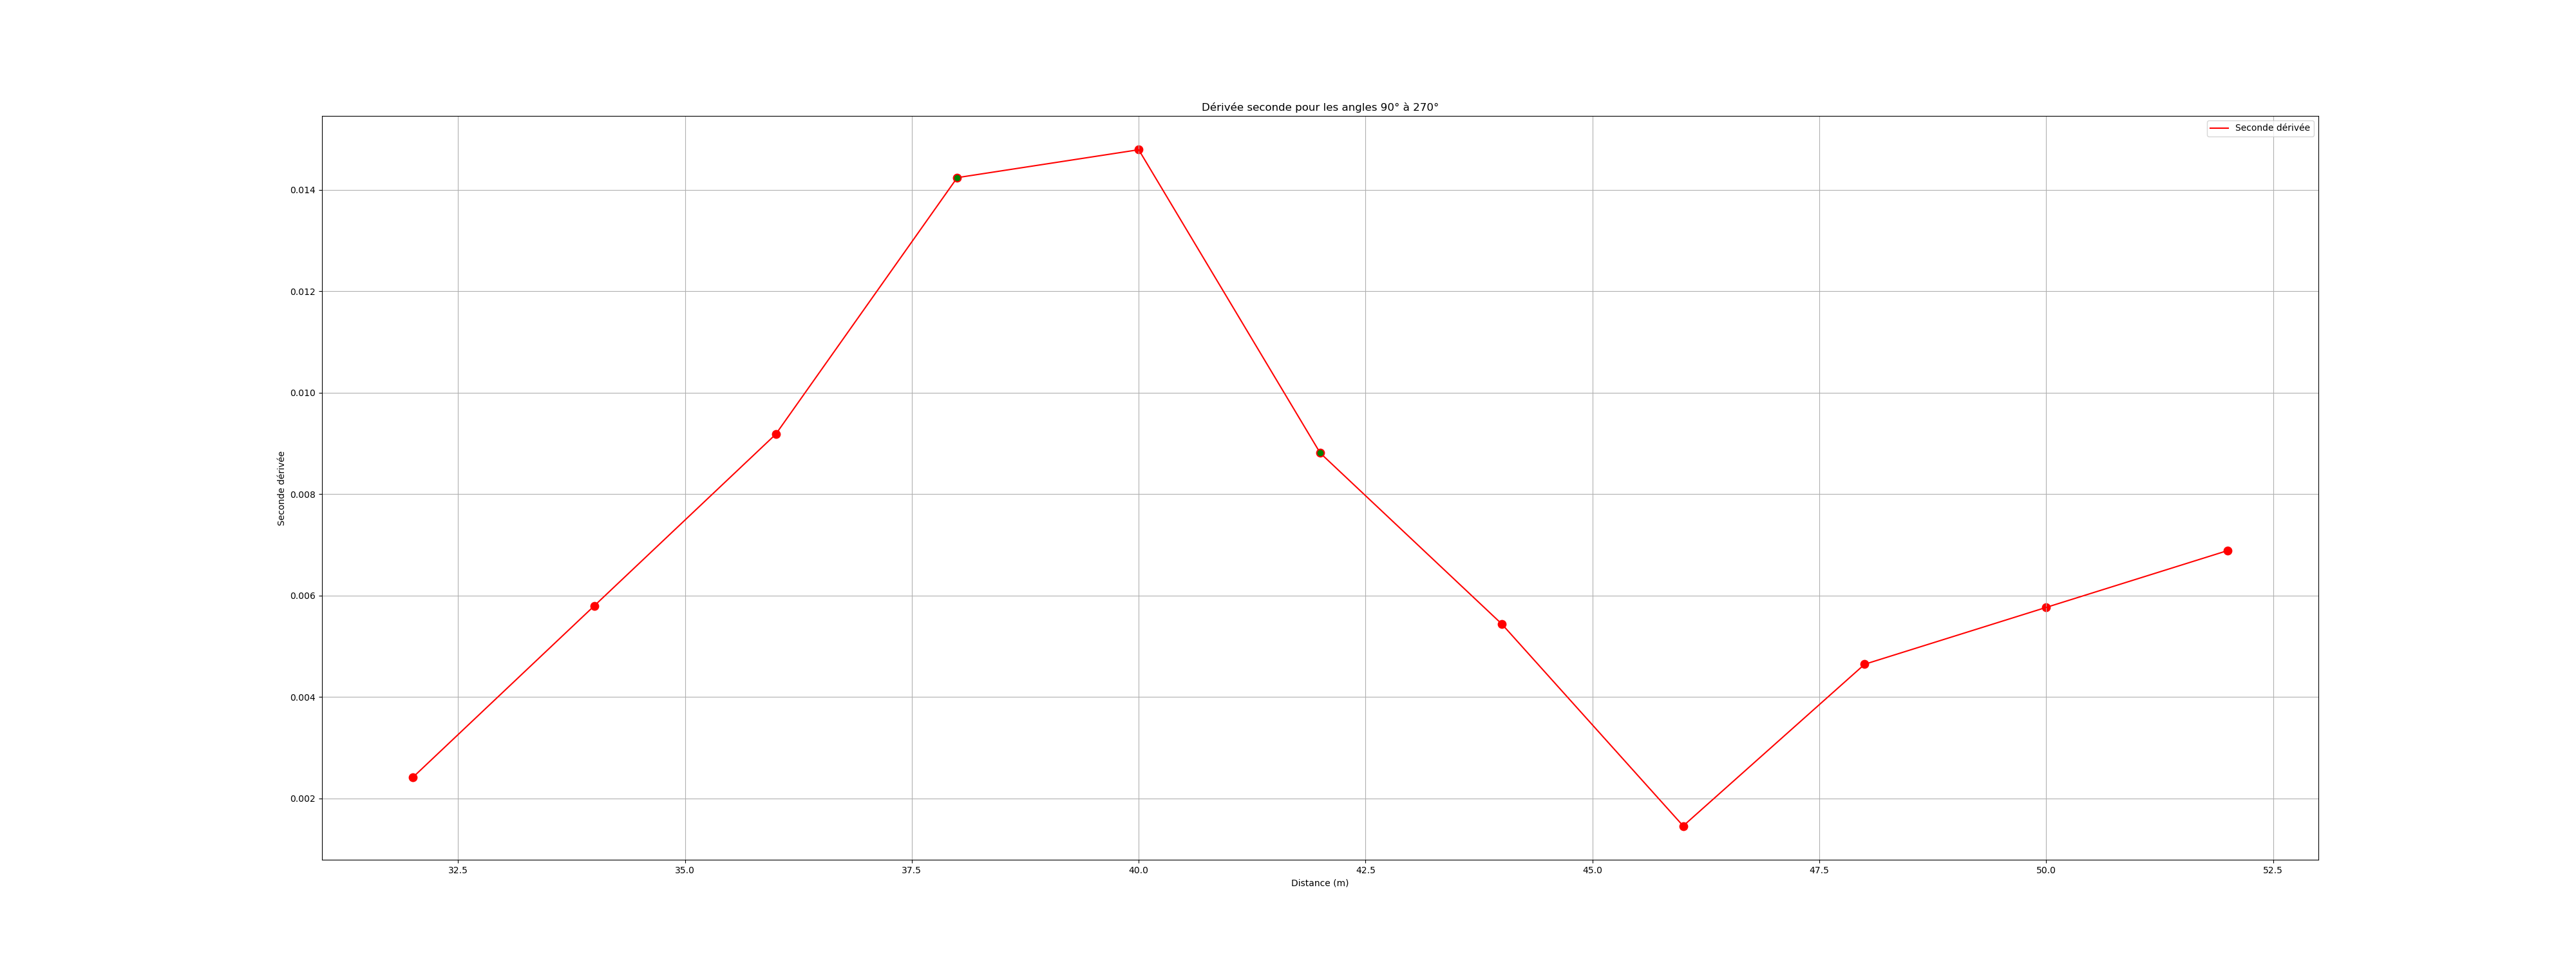 Dérivée seconde pour les angles 90° à 270°
Seconde dérivée
0.014
0.012
0.010
0.008
0.006
0.004
0.002
Seconde dérivée
32.5 35.0 37.5 40.0 42.5 45.0 47.5 50.0 52.5
Distance (m)